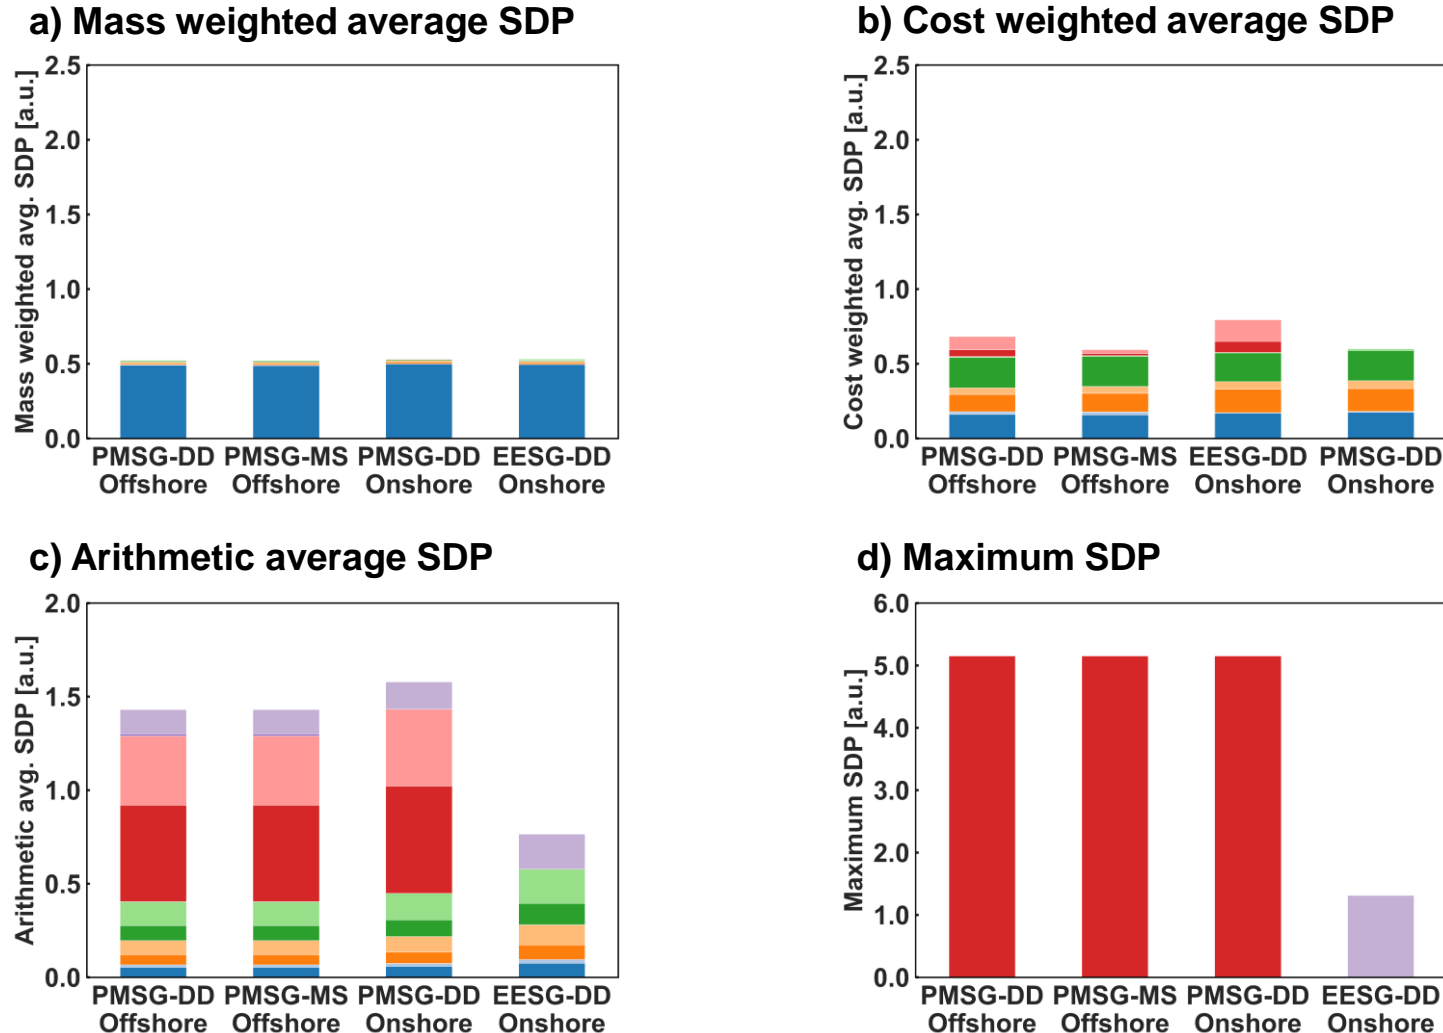 a) Mass weighted average SDP
Mass weighted avg. SDP [a.u.]
2.5
2.0
1.5
1.0
0.5
0.0
PMSG-DD PMSG-MS PMSG-DD EESG-DD
Offshore Offshore Onshore Onshore
b) Cost weighted average SDP
Cost weighted avg. SDP [a.u.]
2.5
2.0
1.5
1.0
0.5
0.0
PMSG-DD PMSG-MS EESG-DD PMSG-DD
Offshore Offshore Onshore Onshore
c) Arithmetic average SDP
Arithmetic avg. SDP [a.u.]
2.0
1.5
1.0
0.5
0.0
PMSG-DD PMSG-MS PMSG-DD EESG-DD
Offshore Offshore Onshore Onshore
d) Maximum SDP
Maximum SDP [a.u.]
6.0
5.0
4.0
3.0
2.0
1.0
0.0
PMSG-DD PMSG-MS PMSG-DD EESG-DD
Offshore Offshore Onshore Onshore